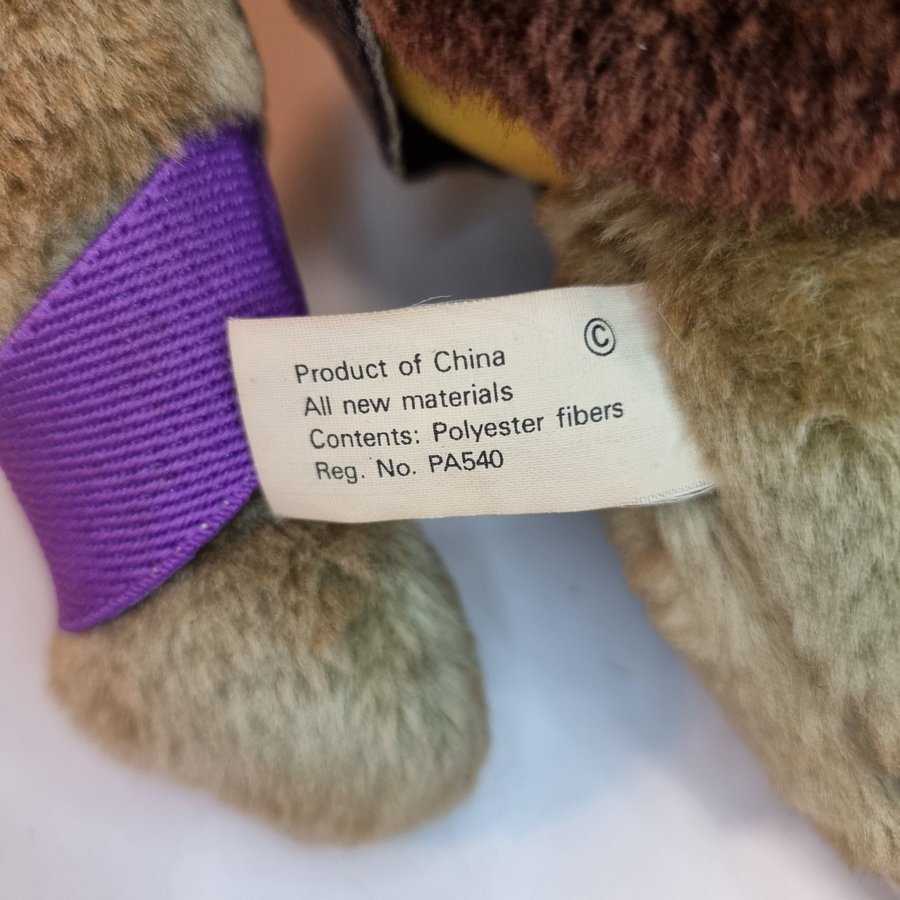 ©
Product of China
All new materials
Contents: Polyester fibers
Reg. No. PA540